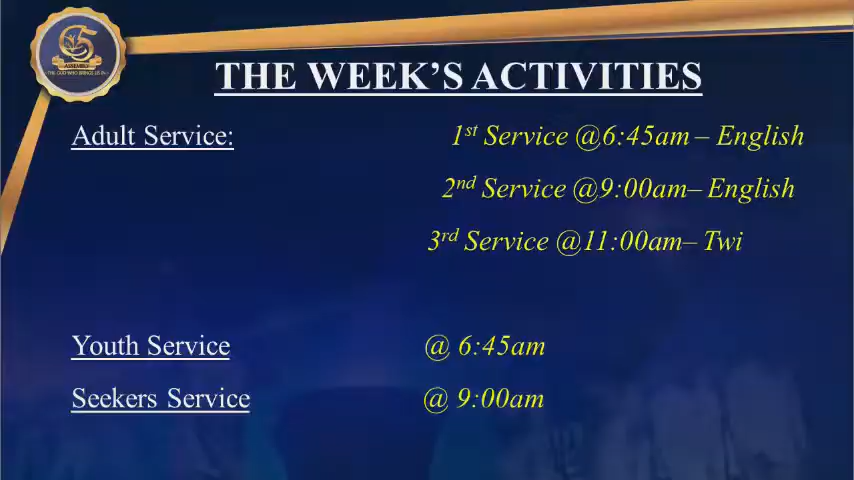 ASSEMBLY
THE WEEK'S ACTIVITIES
Adult Service: 1st Service @6:45am – English
2nd Service @9:00am– English
3rd Service @11:00am– Twi
Youth Service @ 6:45am
Seekers Service @ 9:00am